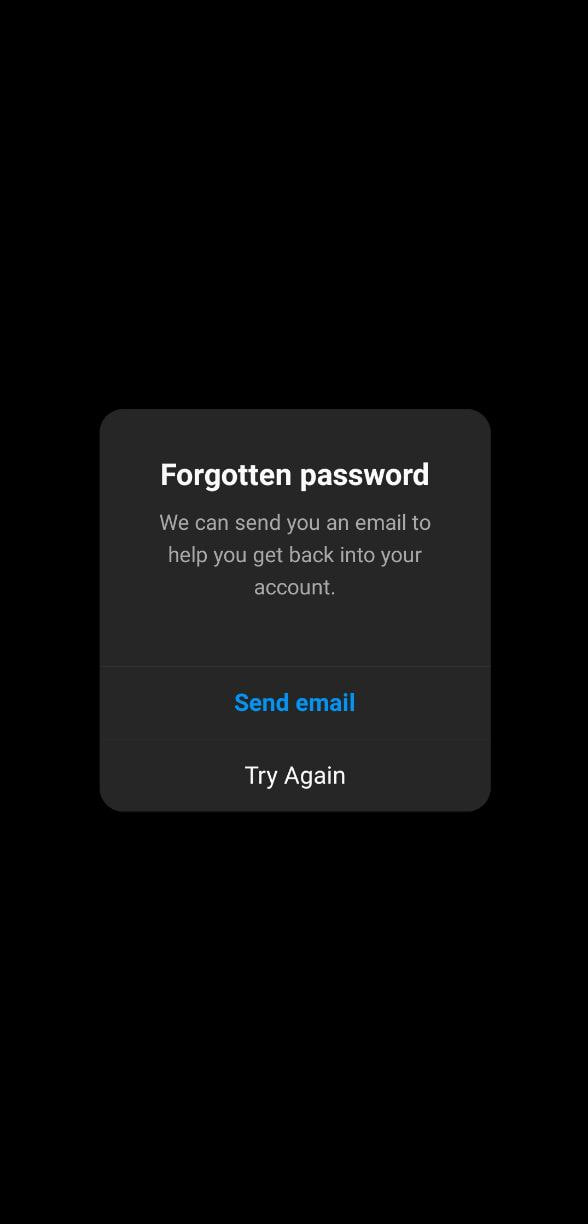 Forgotten password
We can send you an email to
help you get back into your
account.
Send email
Try Again